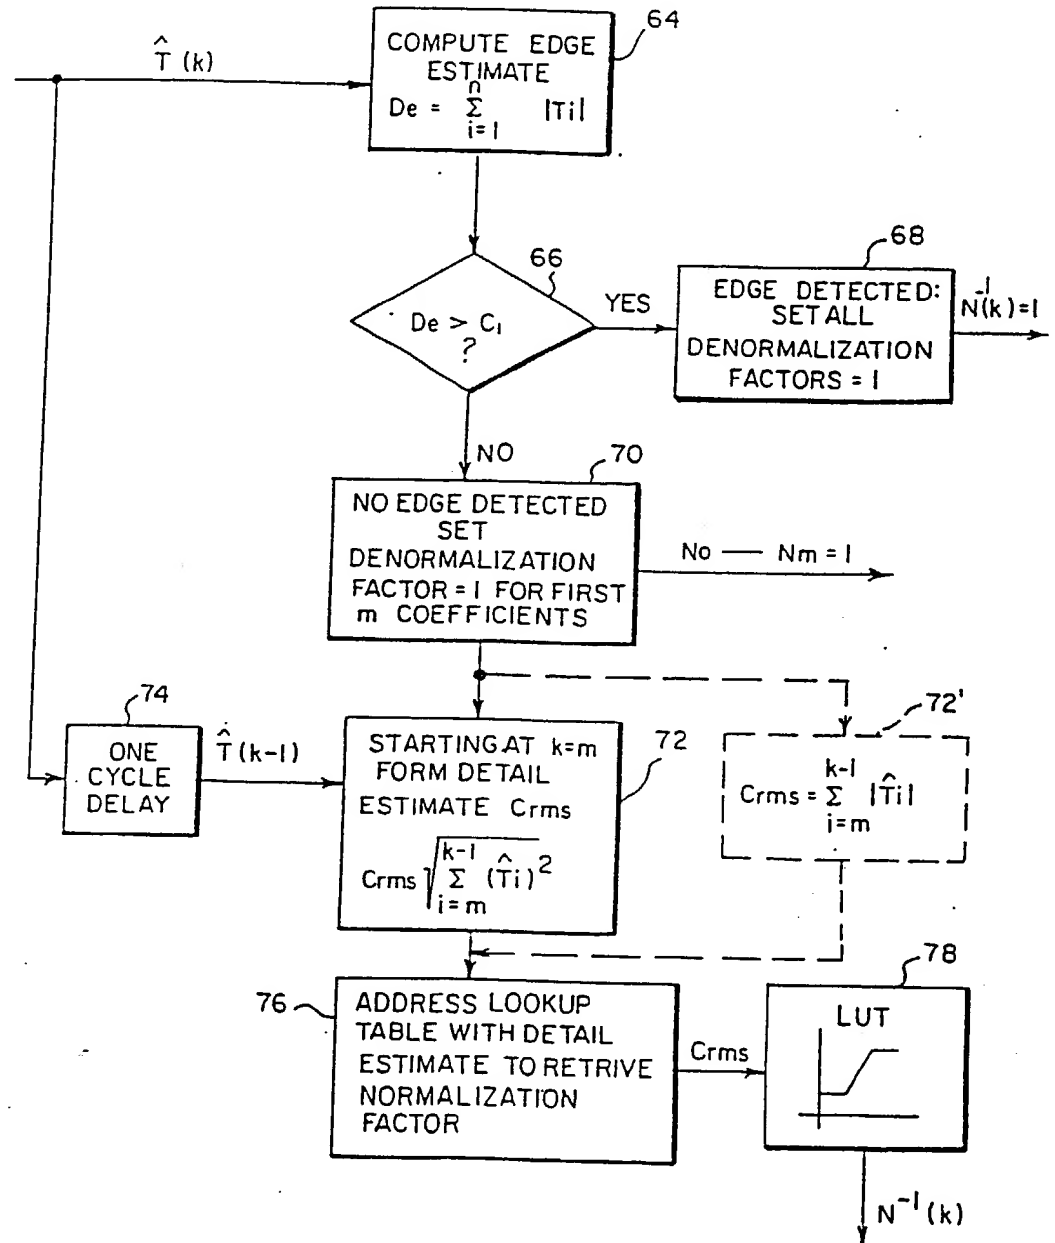 64
T̂ (k)
COMPUTE EDGE
ESTIMATE
De = n Σ i=1 |Ti|
66
68
De > C₁
?
YES
EDGE DETECTED:
SET ALL
DENORMALIZATION
FACTORS = 1
N⁻¹(k)=1
NO
70
NO EDGE DETECTED
SET
DENORMALIZATION
FACTOR = 1 FOR FIRST
m COEFFICIENTS
No — Nm = 1
74
ONE
CYCLE
DELAY
T̂ (k-1)
72
STARTING AT k=m
FORM DETAIL
ESTIMATE Crms
Crms √ k-1 Σ i=m (T̂i)²
72'
Crms = k-1 Σ i=m |T̂i|
76
ADDRESS LOOKUP
TABLE WITH DETAIL
ESTIMATE TO RETRIVE
NORMALIZATION
FACTOR
Crms
78
LUT
N⁻¹ (k)